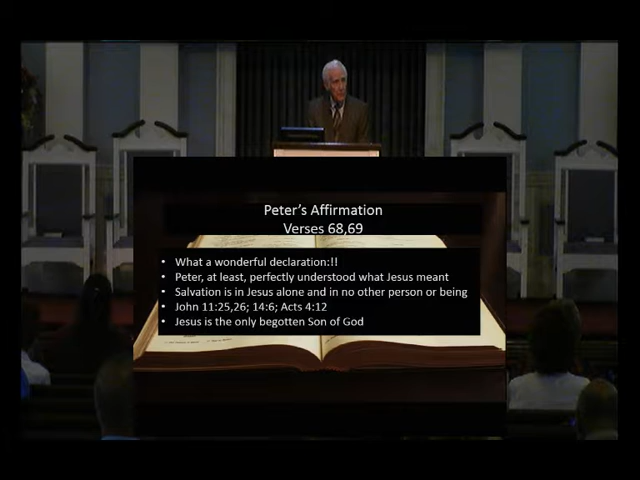 Peter's Affirmation
Verses 68,69
• What a wonderful declaration:!!
• Peter, at least, perfectly understood what Jesus meant
• Salvation is in Jesus alone and in no other person or being
• John 11:25,26; 14:6; Acts 4:12
• Jesus is the only begotten Son of God